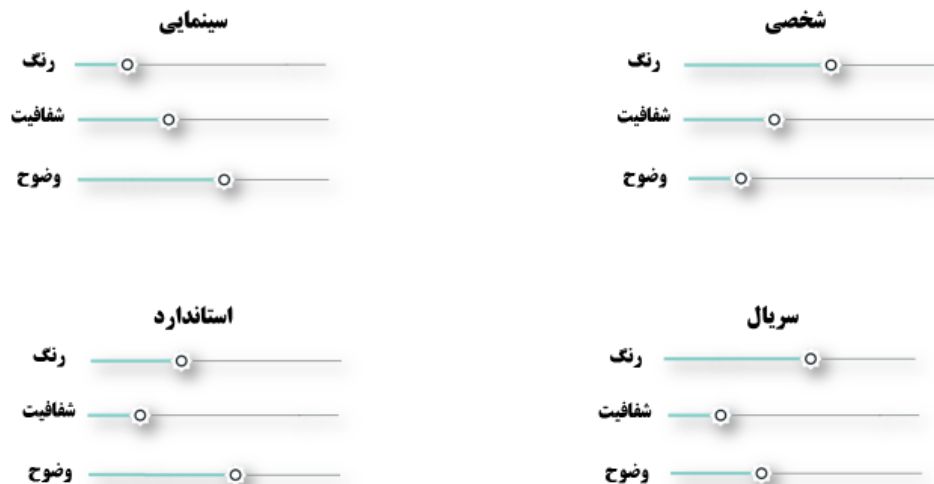 شخصی
رنگ
شفافیت
وضوح
سینمایی
رنگ
شفافیت
وضوح
سریال
رنگ
شفافیت
وضوح
استاندارد
رنگ
شفافیت
وضوح